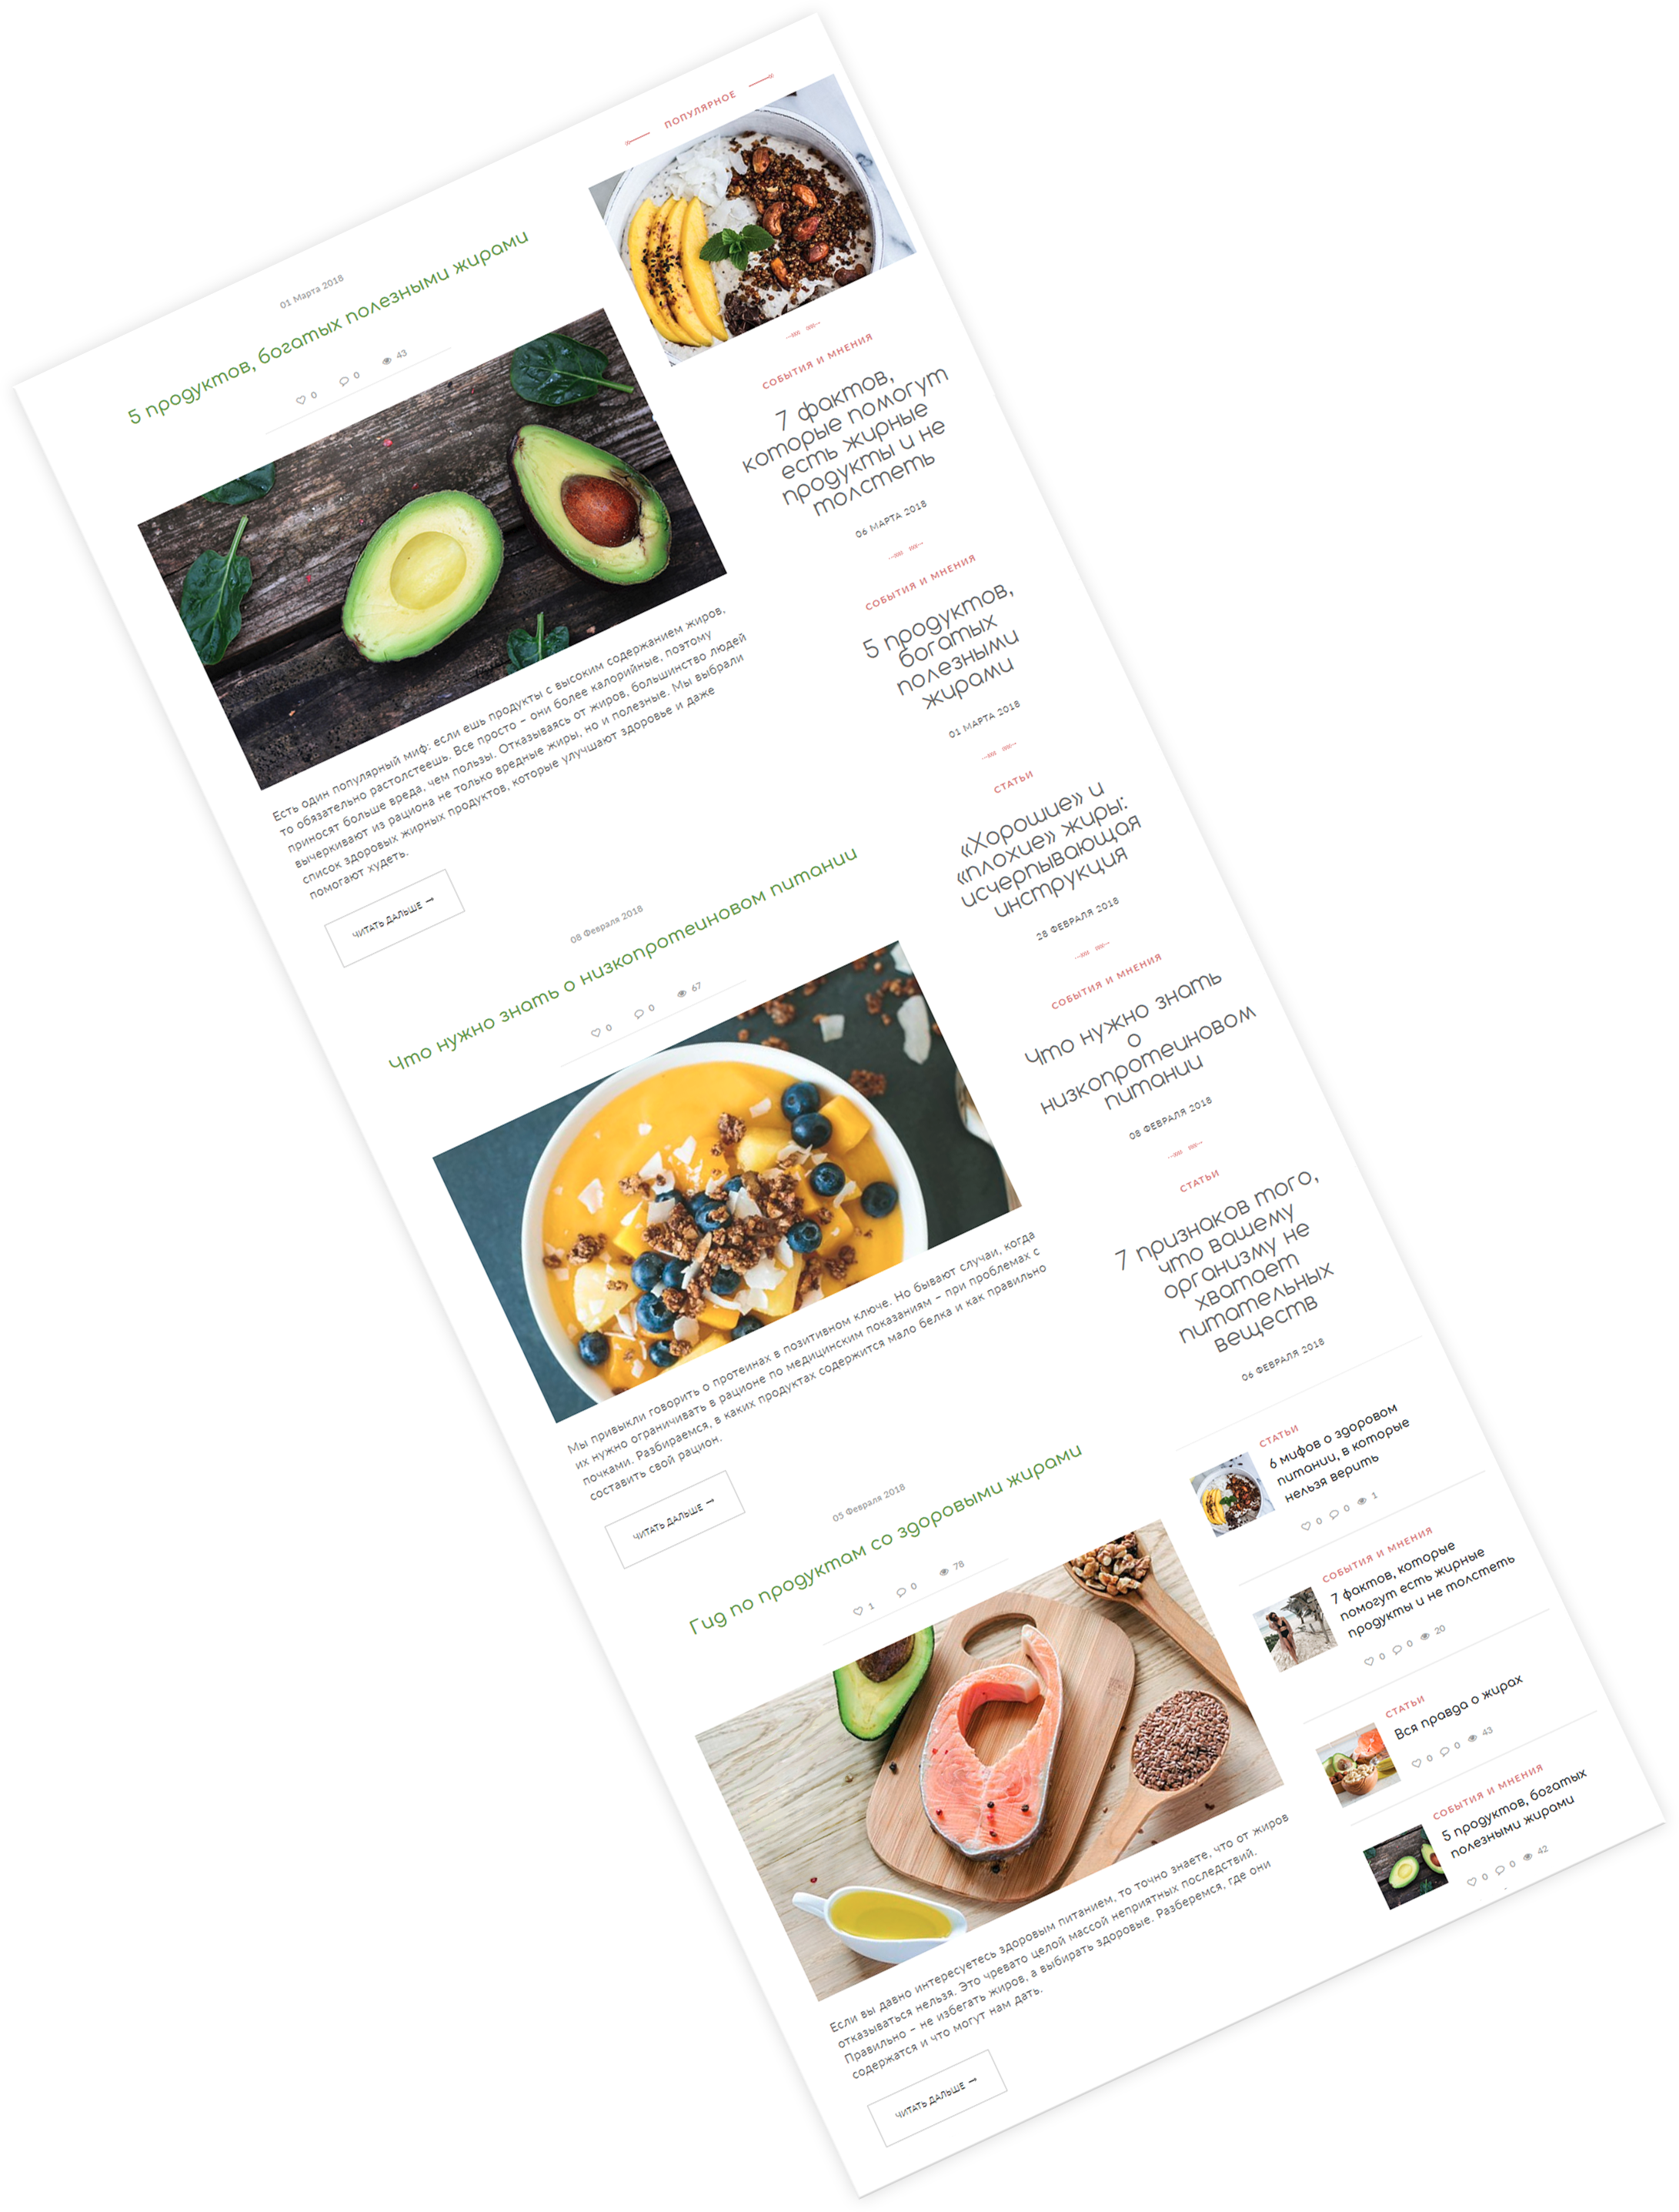 01 Марта 2018
5 продуктов, богатых полезными жирами
0 0 43
Есть один популярный миф: если ешь продукты с высоким содержанием жиров,
то обязательно растолстеешь. Все просто – они более калорийные, поэтому
приносят больше вреда, чем пользы. Отказываясь от жиров, большинство людей
вычеркивают из рациона не только вредные жиры, но и полезные. Мы выбрали
список здоровых жирных продуктов, которые улучшают здоровье и даже
помогают худеть.
ЧИТАТЬ ДАЛЬШЕ →
08 Февраля 2018
Что нужно знать о низкопротеиновом питании
0 0 67
Мы привыкли говорить о протеинах в позитивном ключе. Но бывают случаи, когда
их нужно ограничивать в рационе по медицинским показаниям – при проблемах с
почками. Разбираемся, в каких продуктах содержится мало белка и как правильно
составить свой рацион.
ЧИТАТЬ ДАЛЬШЕ →
05 Февраля 2018
Гид по продуктам со здоровыми жирами
1 0 78
Если вы давно интересуетесь здоровым питанием, то точно знаете, что от жиров
отказываться нельзя. Это чревато целой массой неприятных последствий.
Правильно – не избегать жиров, а выбирать здоровые. Разберемся, где они
содержатся и что могут нам дать.
ЧИТАТЬ ДАЛЬШЕ →
ПОПУЛЯРНОЕ
СОБЫТИЯ И МНЕНИЯ
7 фактов,
которые помогут
есть жирные
продукты и не
толстеть
06 МАРТА 2018
СОБЫТИЯ И МНЕНИЯ
5 продуктов,
богатых
полезными
жирами
01 МАРТА 2018
СТАТЬИ
«Хорошие» и
«плохие» жиры:
исчерпывающая
инструкция
28 ФЕВРАЛЯ 2018
СОБЫТИЯ И МНЕНИЯ
Что нужно знать
о
низкопротеиновом
питании
08 ФЕВРАЛЯ 2018
СТАТЬИ
7 признаков того,
что вашему
организму не
хватает
питательных
веществ
06 ФЕВРАЛЯ 2018
СТАТЬИ
6 мифов о здоровом
питании, в которые
нельзя верить
0 0 1
СОБЫТИЯ И МНЕНИЯ
7 фактов, которые
помогут есть жирные
продукты и не толстеть
0 0 20
СТАТЬИ
Вся правда о жирах
0 0 43
СОБЫТИЯ И МНЕНИЯ
5 продуктов, богатых
полезными жирами
0 0 42